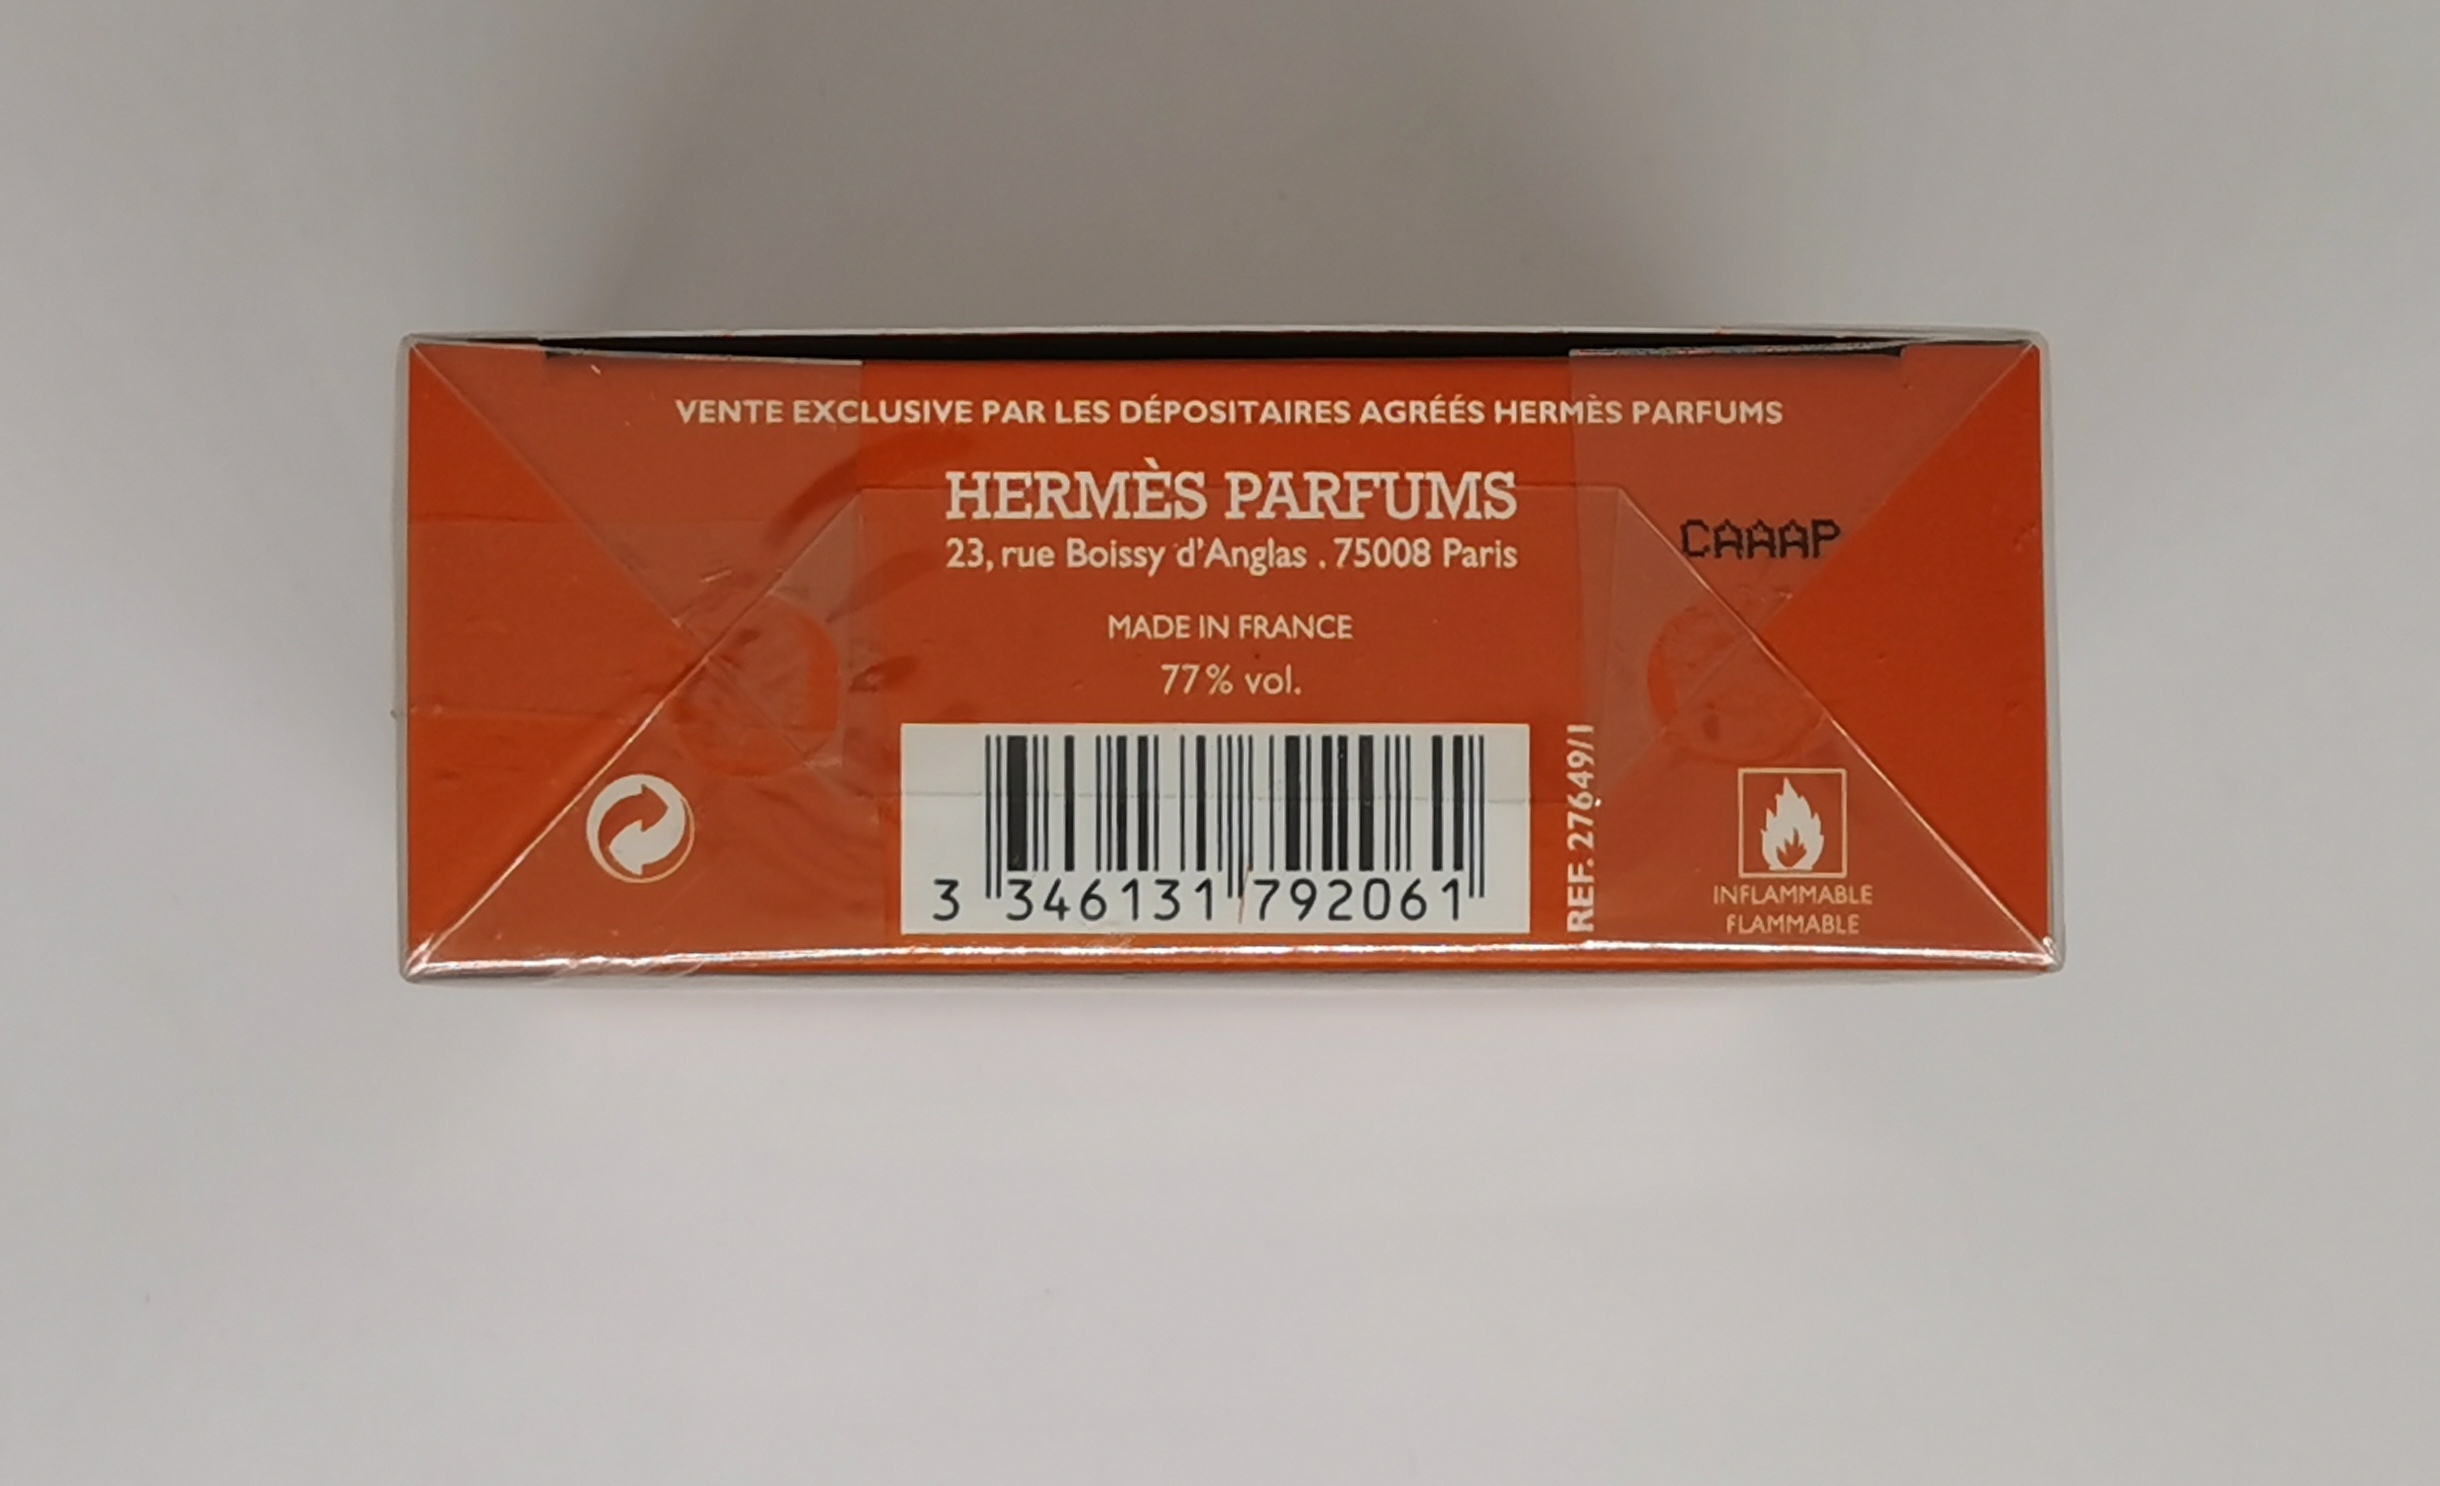 VENTE EXCLUSIVE PAR LES DÉPOSITAIRES AGRÉÉS HERMÈS PARFUMS
HERMÈS PARFUMS
23, rue Boissy d'Anglas . 75008 Paris
CAAAP
MADE IN FRANCE
77% vol.
3 346131 792061
REF. 27649/1
INFLAMMABLE
FLAMMABLE